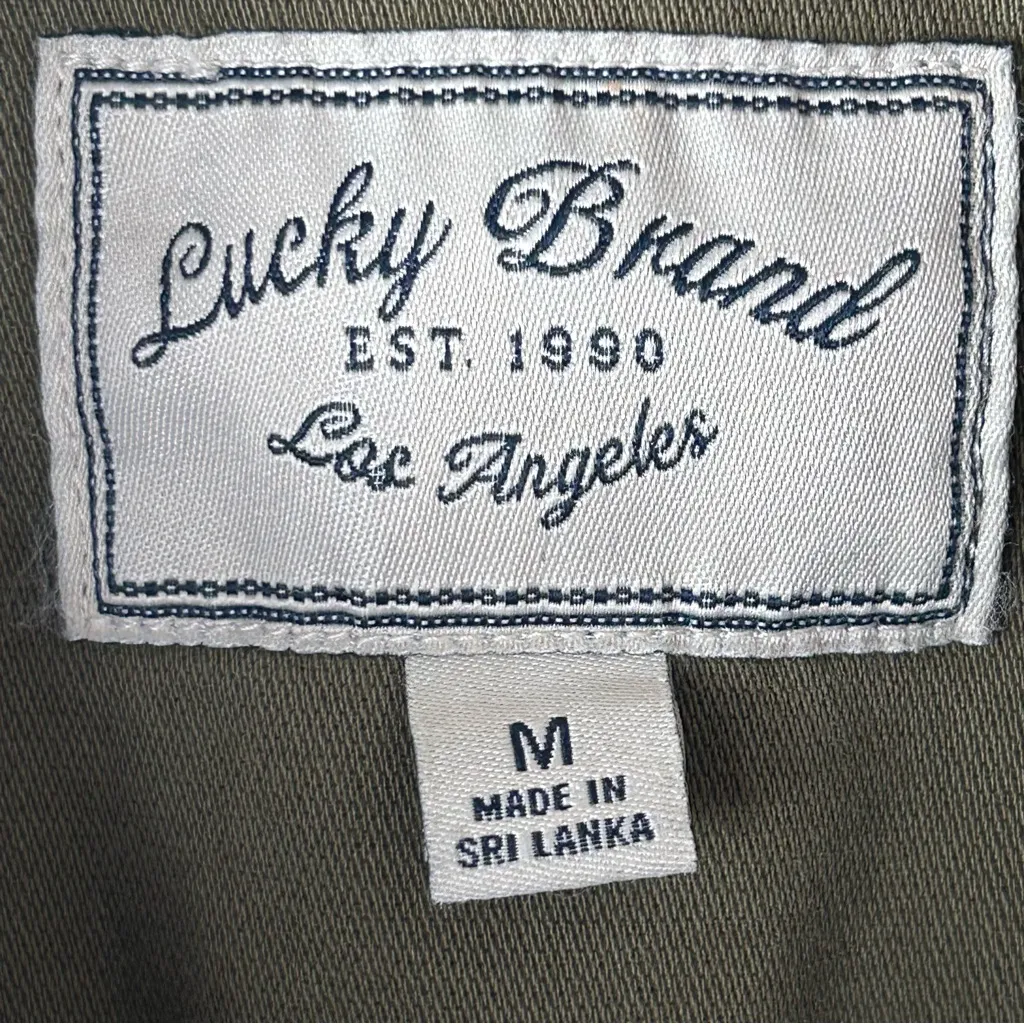 Lucky Brand
EST. 1990
Los Angeles
M
MADE IN
SRI LANKA